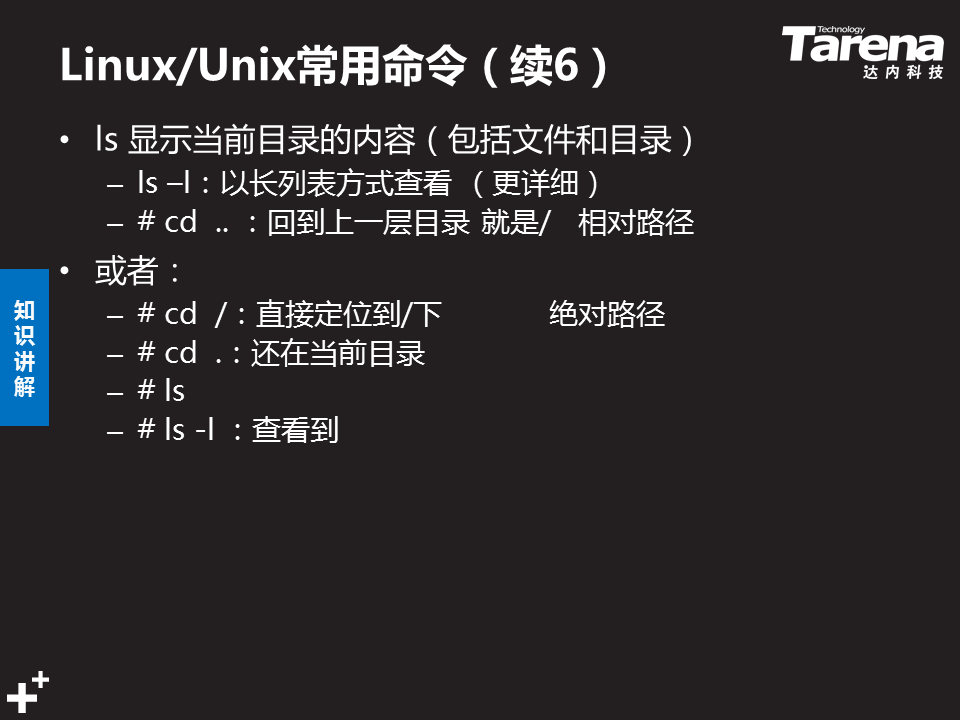 Linux/Unix常用命令（续6）
Technology
Tarena
达内科技
• ls 显示当前目录的内容（包括文件和目录）
– ls –l：以长列表方式查看 （更详细）
– # cd .. ：回到上一层目录 就是/ 相对路径
• 或者：
– # cd /：直接定位到/下 绝对路径
– # cd .：还在当前目录
– # ls
– # ls -l ：查看到
知识讲解